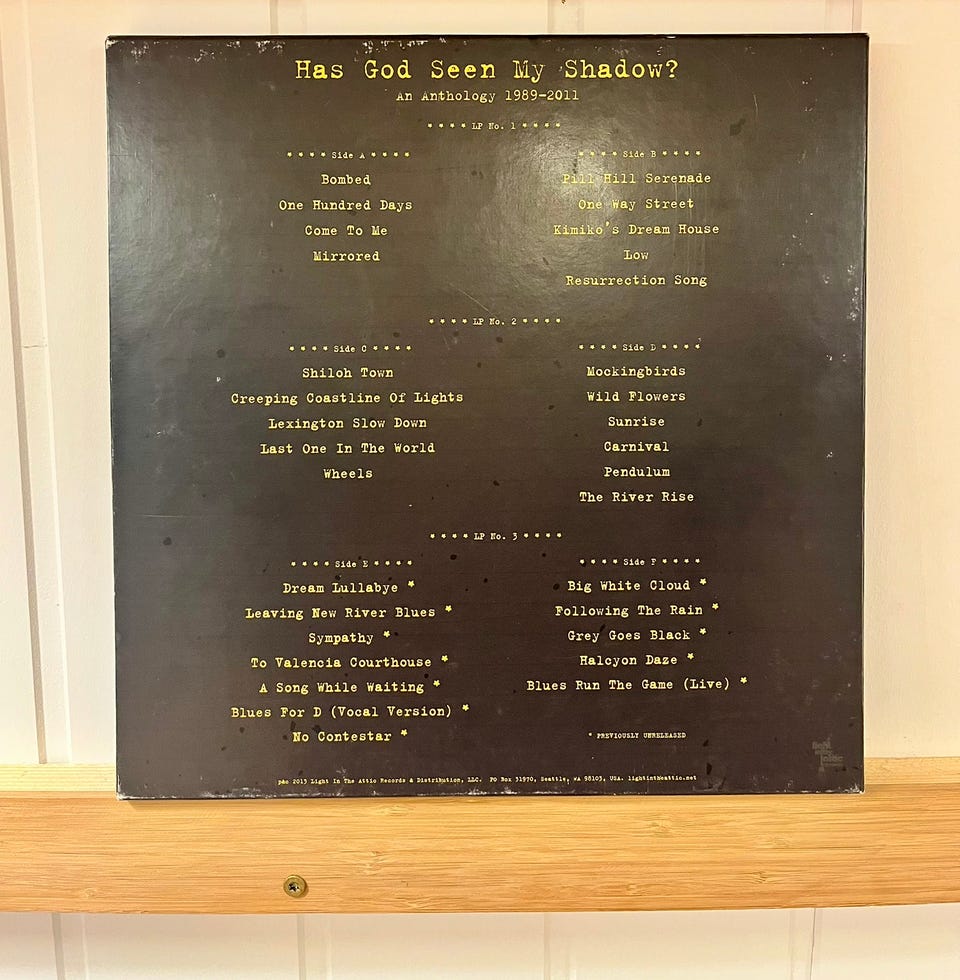 Has God Seen My Shadow?
An Anthology 1989-2011
**** LP No. 1 ****
**** Side A ****
Bombed
One Hundred Days
Come To Me
Mirrored
**** Side B ****
Pill Hill Serenade
One Way Street
Kimiko's Dream House
Low
Resurrection Song
**** LP No. 2 ****
**** Side C ****
Shiloh Town
Creeping Coastline Of Lights
Lexington Slow Down
Last One In The World
Wheels
**** Side D ****
Mockingbirds
Wild Flowers
Sunrise
Carnival
Pendulum
The River Rise
**** LP No. 3 ****
**** Side E ****
Dream Lullabye *
Leaving New River Blues *
Sympathy *
To Valencia Courthouse *
A Song While Waiting *
Blues For D (Vocal Version) *
No Contestar *
**** Side F ****
Big White Cloud *
Following The Rain *
Grey Goes Black *
Halcyon Daze *
Blues Run The Game (Live) *
* PREVIOUSLY UNRELEASED
p&c 2013 Light In The Attic Records & Distribution, LLC. PO Box 31970, Seattle, WA 98103, USA. lightintheattic.net
light
in the
attic